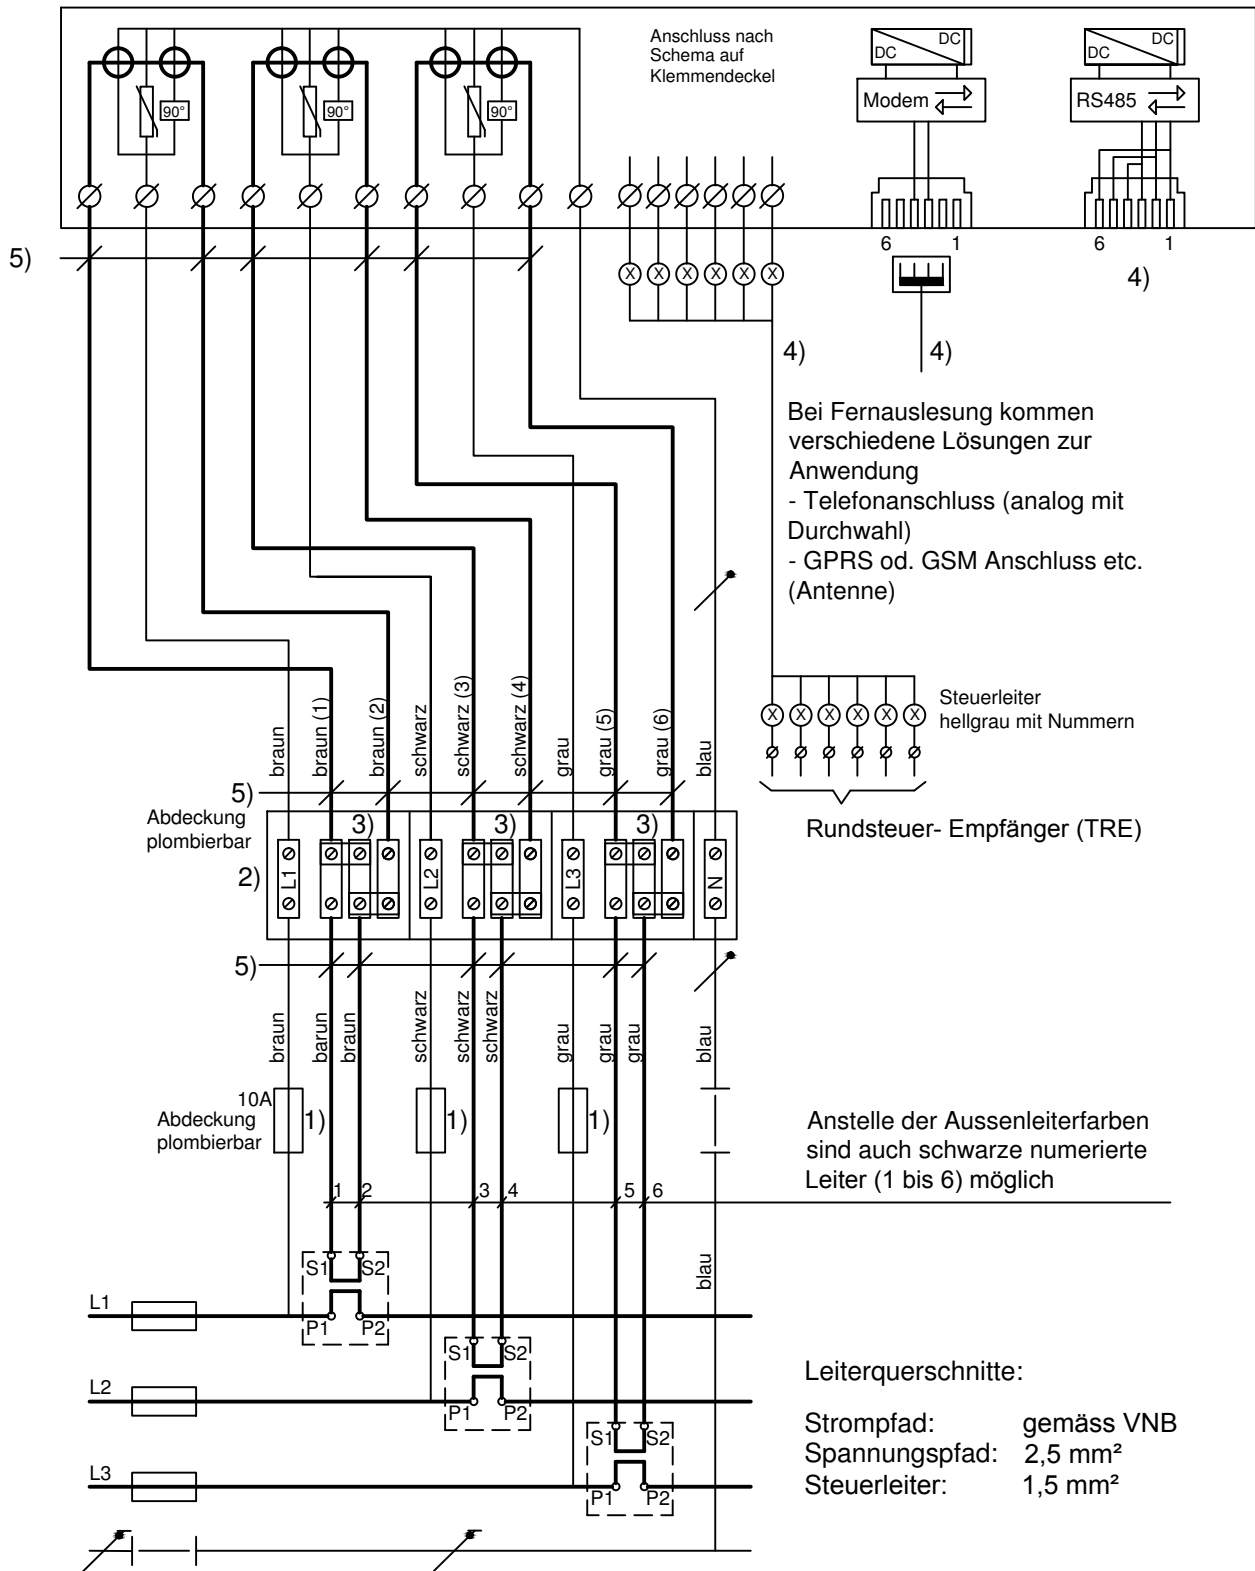 Anschluss nach
Schema auf
Klemmendeckel
DC
DC
DC
DC
Modem
RS485
90°
90°
90°
6
1
6
1
5)
4)
4)
4)
X X X X X X
Bei Fernauslesung kommen
verschiedene Lösungen zur
Anwendung
- Telefonanschluss (analog mit
Durchwahl)
- GPRS od. GSM Anschluss etc.
(Antenne)
braun
braun (1)
braun (2)
schwarz
schwarz (3)
schwarz (4)
grau
grau (5)
grau (6)
blau
X X X X X X
Steuerleiter
hellgrau mit Nummern
Rundsteuer- Empfänger (TRE)
5)
Abdeckung
plombierbar
3)
3)
3)
2)
L1
L2
L3
N
5)
braun
barun
braun
schwarz
schwarz
schwarz
grau
grau
grau
blau
10A
Abdeckung
plombierbar
1)
1)
1)
Anstelle der Aussenleiterfarben
sind auch schwarze numerierte
Leiter (1 bis 6) möglich
1
2
3
4
5
6
blau
S1
S2
L1
P1
P2
S1
S2
L2
P1
P2
S1
S2
L3
P1
P2
Leiterquerschnitte:
Strompfad: gemäss VNB
Spannungspfad: 2,5 mm²
Steuerleiter: 1,5 mm²